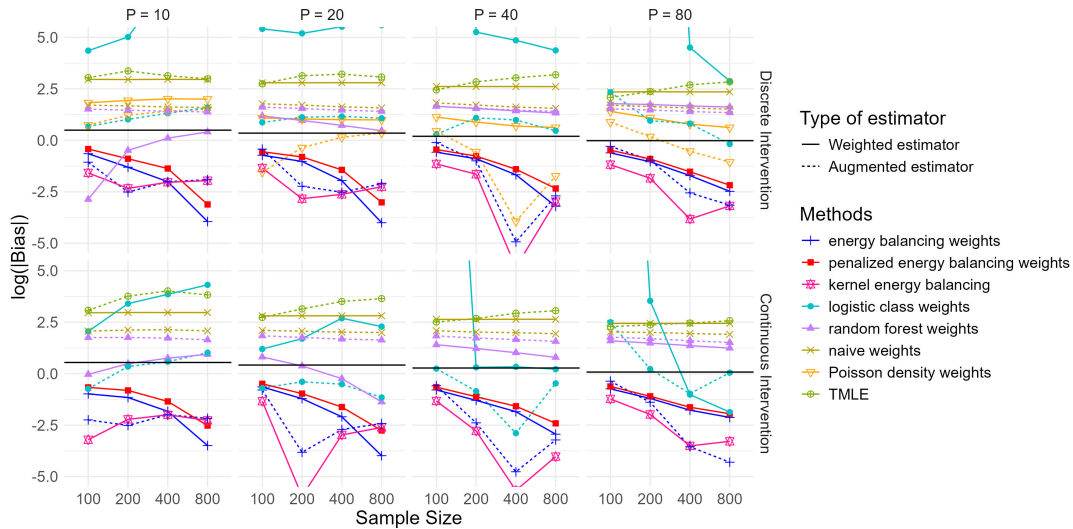 P = 10
P = 20
P = 40
P = 80
5.0
2.5
0.0
-2.5
-5.0
5.0
2.5
0.0
-2.5
-5.0
log(|Bias|)
Discrete Intervention
Continuous Intervention
100 200 400 800
100 200 400 800
100 200 400 800
100 200 400 800
Sample Size
Type of estimator
Weighted estimator
Augmented estimator
Methods
energy balancing weights
penalized energy balancing weights
kernel energy balancing
logistic class weights
random forest weights
naive weights
Poisson density weights
TMLE